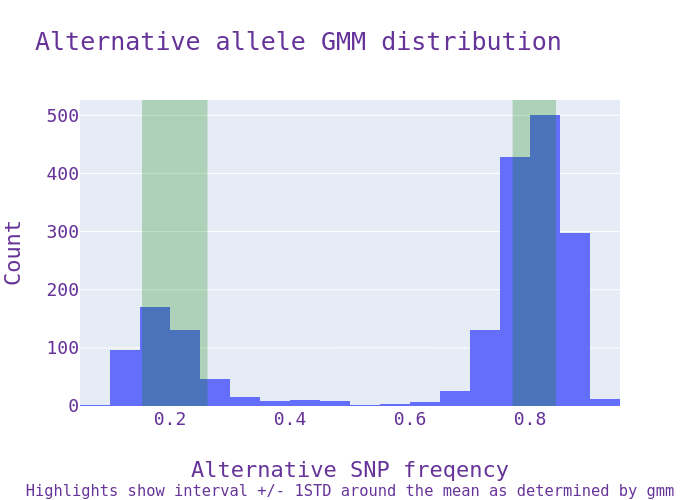 Alternative allele GMM distribution
500
400
300
200
100
0
0.2 0.4 0.6 0.8
Count
Alternative SNP freqency
Highlights show interval +/- 1STD around the mean as determined by gmm